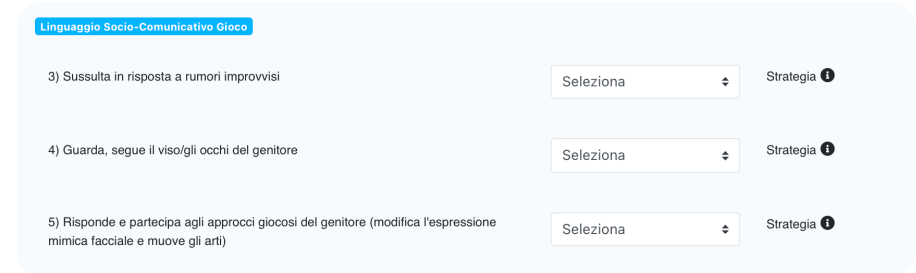 Linguaggio Socio-Comunicativo Gioco
3) Sussulta in risposta a rumori improvvisi
Seleziona
Strategia
4) Guarda, segue il viso/gli occhi del genitore
Seleziona
Strategia
5) Risponde e partecipa agli approcci giocosi del genitore (modifica l'espressione
mimica facciale e muove gli arti)
Seleziona
Strategia